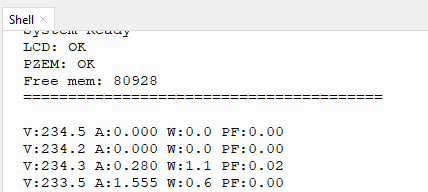 Shell ×
System Ready
LCD: OK
PZEM: OK
Free mem: 80928
========================================
V:234.5 A:0.000 W:0.0 PF:0.00
V:234.2 A:0.000 W:0.0 PF:0.00
V:234.3 A:0.280 W:1.1 PF:0.02
V:233.5 A:1.555 W:0.6 PF:0.00